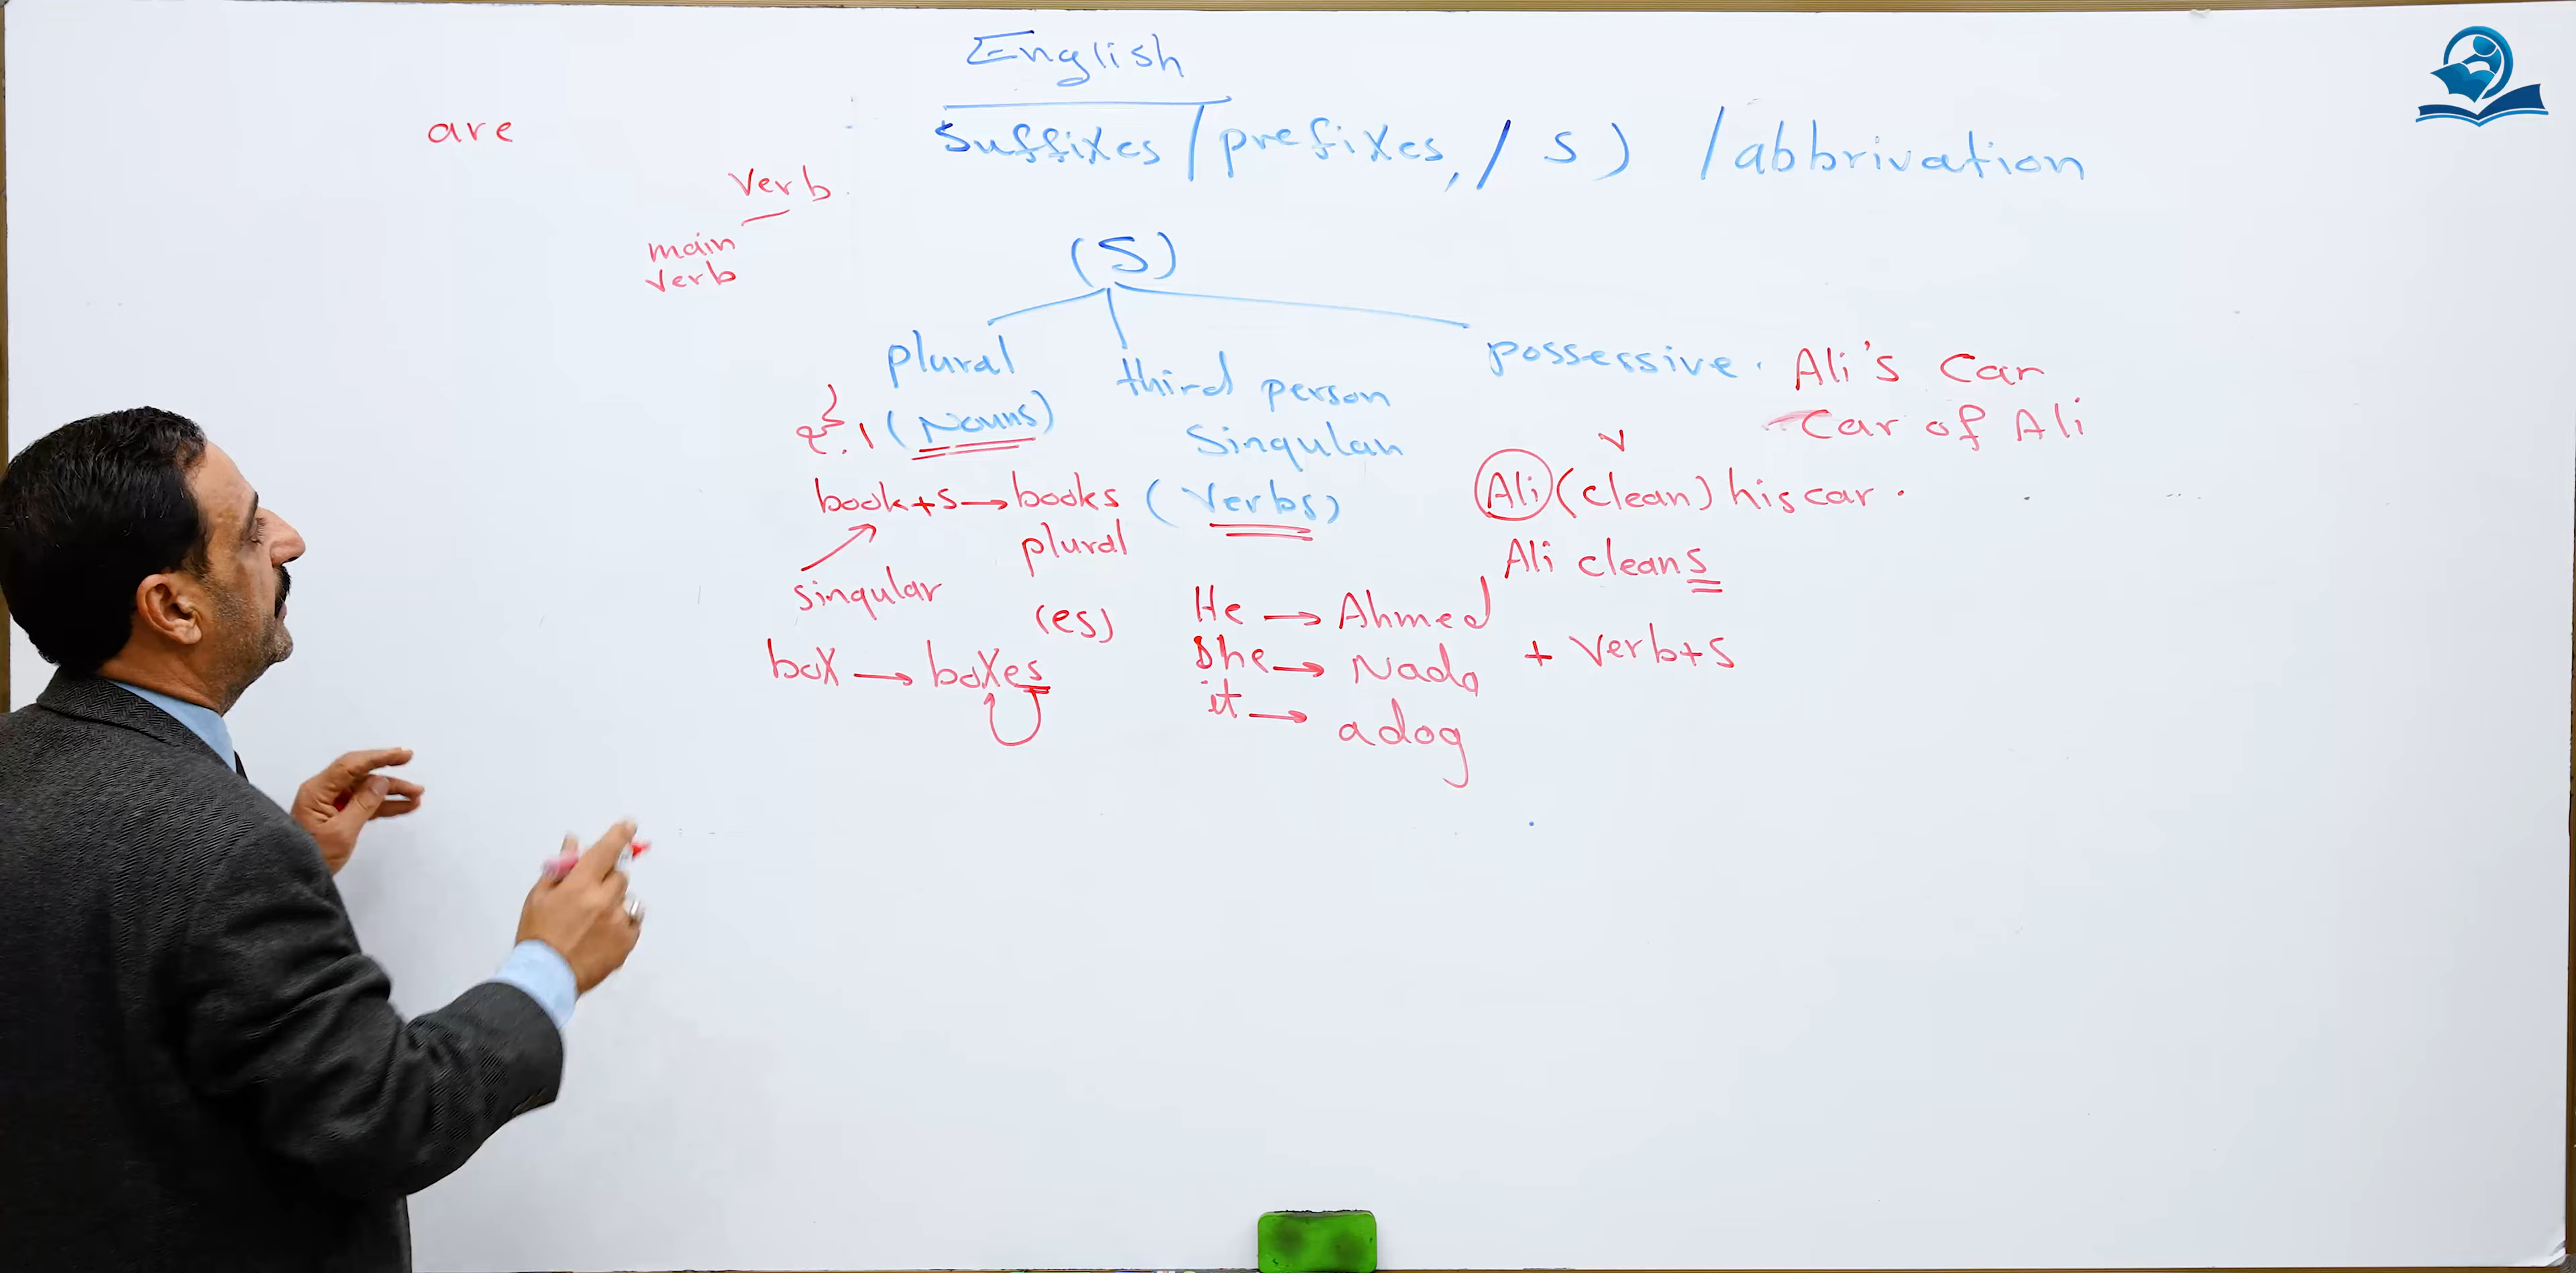 English
are
suffixes / prefixes, / s) / abbrivation
verb
main
verb
(S)
plural
third person
singular
possessive.
Ali's car
car of Ali
(Nouns)
v
book+s → books
(verbs)
Ali (clean) his car.
plural
singular
Ali cleans
(es)
He → Ahmed
box → boxes
She → Nada
+ verb+s
it → a dog